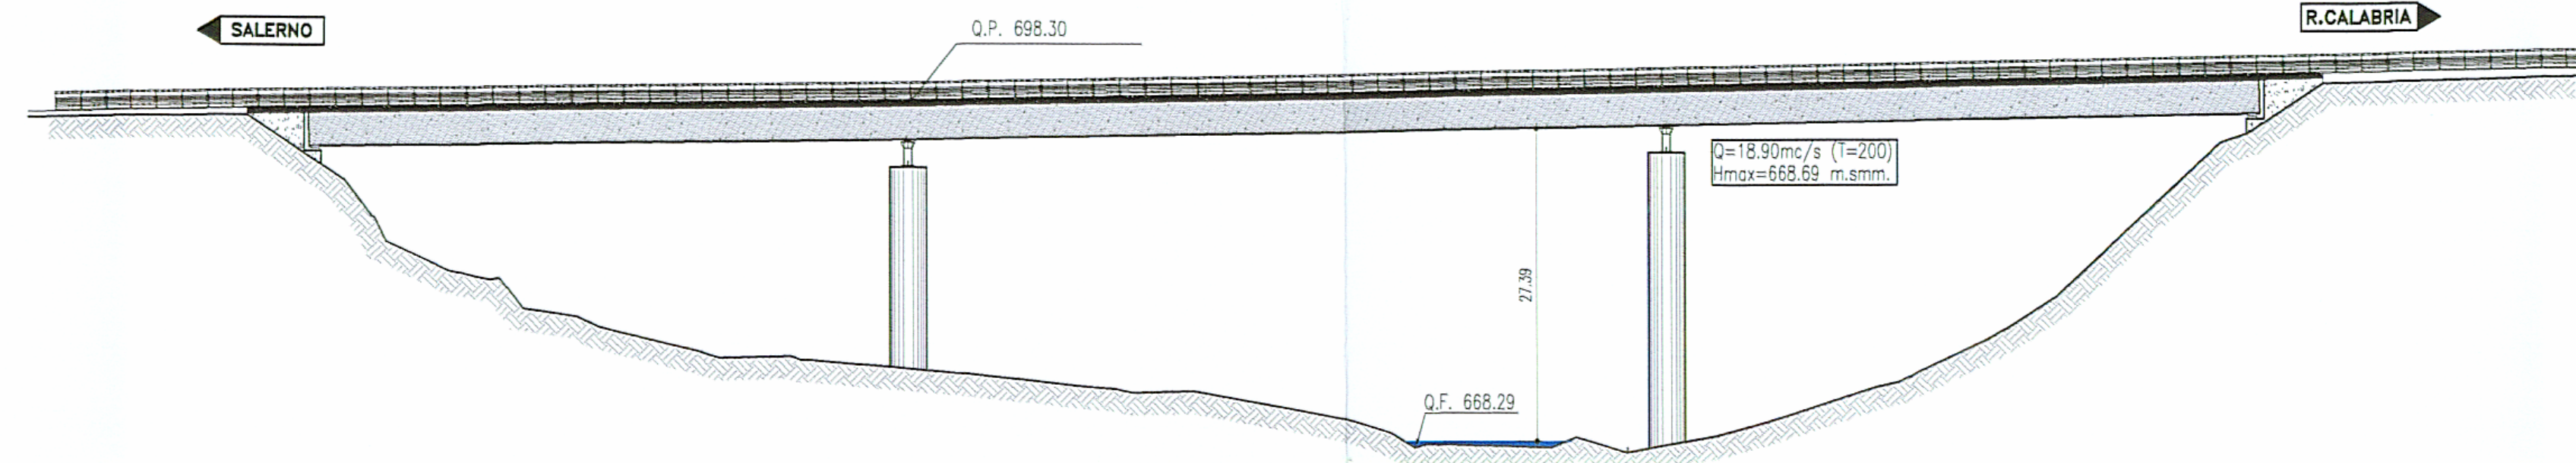 SALERNO
Q.P. 698.30
R.CALABRIA
Q=18.90mc/s (T=200)
Hmax=668.69 m.smm.
27.39
Q.F. 668.29